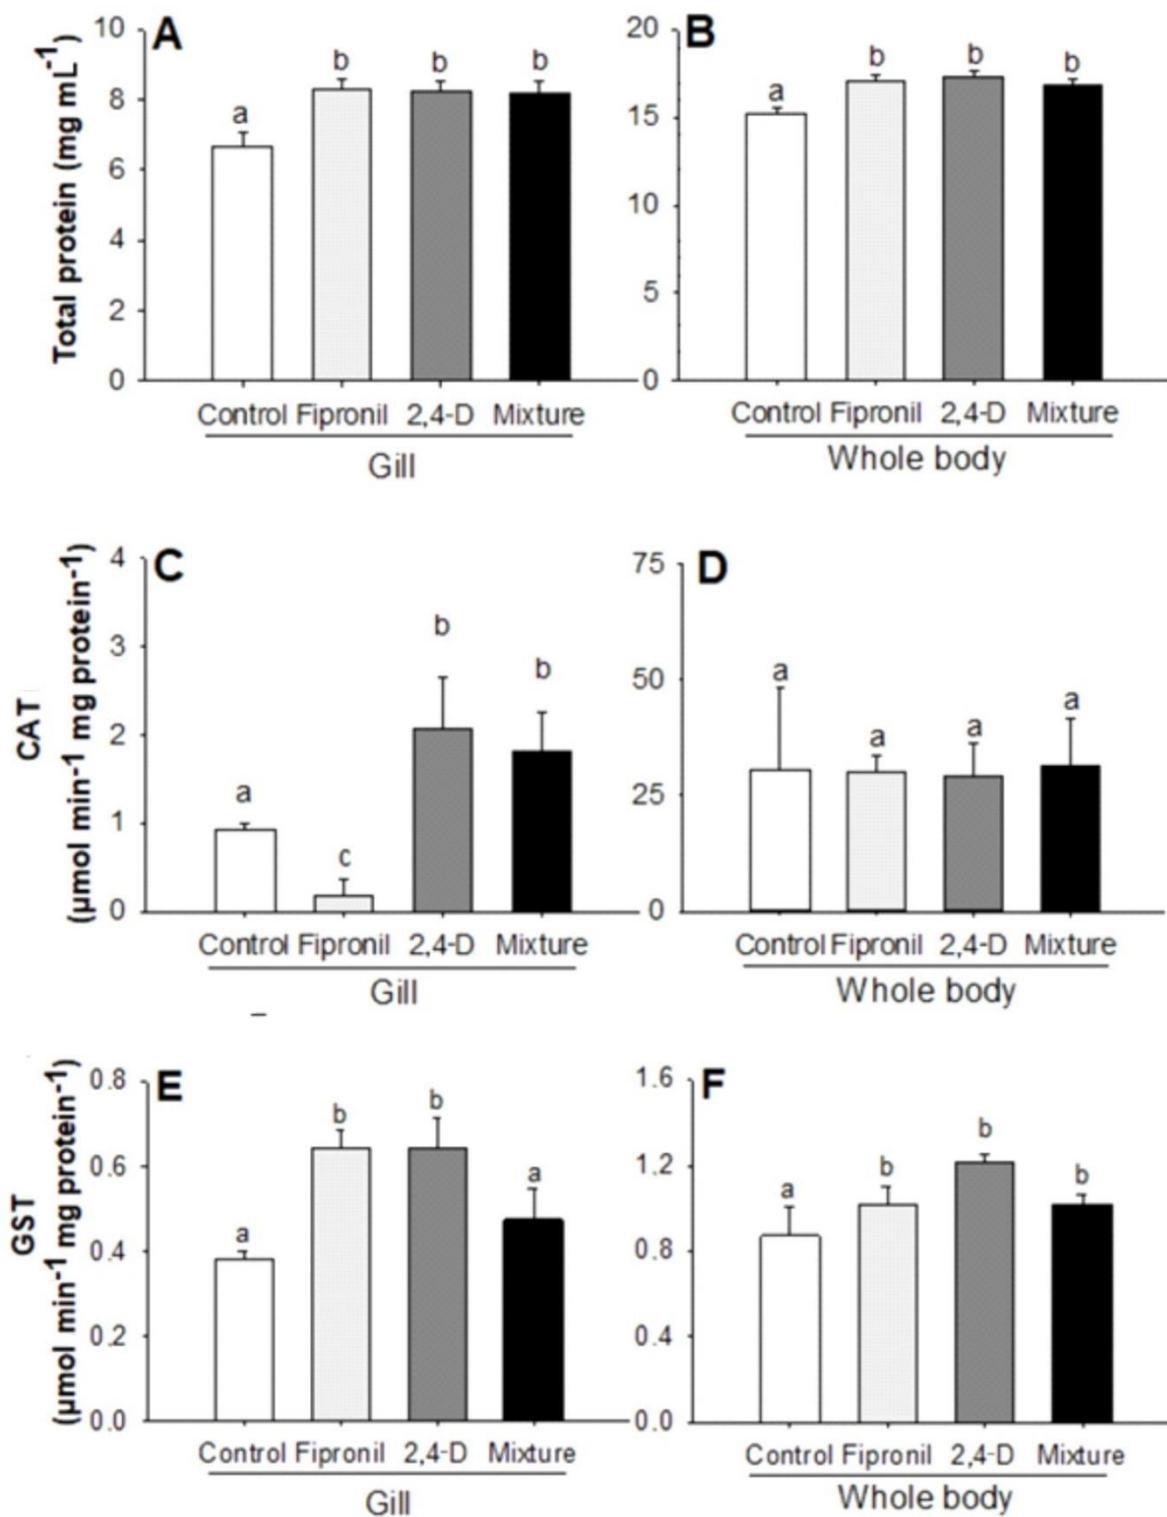 A
Total protein (mg mL-1)
10
8
6
4
2
0
a
b
b
b
Control Fipronil 2,4-D Mixture
Gill
B
20
15
10
5
0
a
b
b
b
Control Fipronil 2,4-D Mixture
Whole body
C
CAT
(µmol min-1 mg protein-1)
4
3
2
1
0
a
c
b
b
Control Fipronil 2,4-D Mixture
Gill
D
75
50
25
0
a
a
a
a
Control Fipronil 2,4-D Mixture
Whole body
E
GST
(µmol min-1 mg protein-1)
0.8
0.6
0.4
0.2
0.0
a
b
b
a
Control Fipronil 2,4-D Mixture
Gill
F
1.6
1.2
0.8
0.4
0.0
a
b
b
b
Control Fipronil 2,4-D Mixture
Whole body